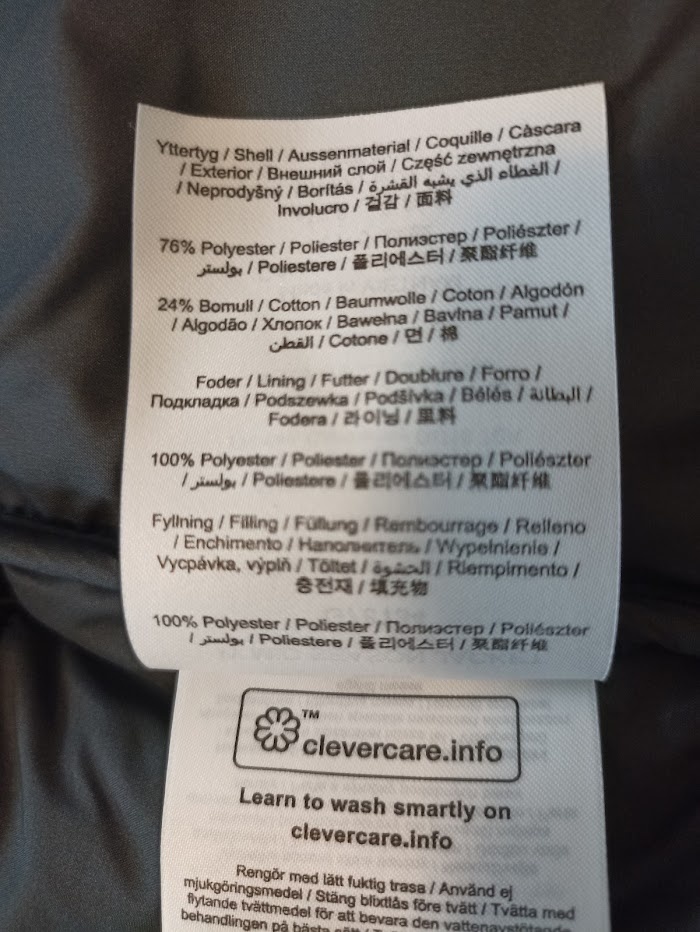 Yttertyg / Shell / Aussenmaterial / Coquille / Càscara
/ Exterior / Внешний слой / Część zewnętrzna
/ Neprodyšný / Borítás / الغطاء الذي يشبه القشرة /
Involucro / 겉감 / 面料
76% Polyester / Poliester / Полиэстер / Poliészter /
بولستر / Poliestere / 폴리에스터 / 聚酯纤维
24% Bomull / Cotton / Baumwolle / Coton / Algodón
/ Algodão / Хлопок / Bawełna / Bavlna / Pamut /
القطن / Cotone / 면 / 棉
Foder / Lining / Futter / Doublure / Forro /
Подкладка / Podszewka / Podšívka / Bélés / البطانة /
Fodera / 라이닝 / 里料
100% Polyester / Poliester / Полиэстер / Poliészter
/ بولستر / Poliestere / 폴리에스터 / 聚酯纤维
Fyllning / Filling / Füllung / Rembourrage / Relleno
/ Enchimento / Наполнитель / Wypełnienie /
Vycpávka, výplň / Töltet / الحشوة / Riempimento /
충전재 / 填充物
100% Polyester / Poliester / Полиэстер / Poliészter
/ بولستر / Poliestere / 폴리에스터 / 聚酯纤维
TM
clevercare.info
Learn to wash smartly on
clevercare.info
Rengör med lätt fuktig trasa / Använd ej
mjukgöringsmedel / Stäng blixtlås före tvätt / Tvätta med
flytande tvättmedel för att bevara den vattenavstötande
behandlingen på bästa sätt /